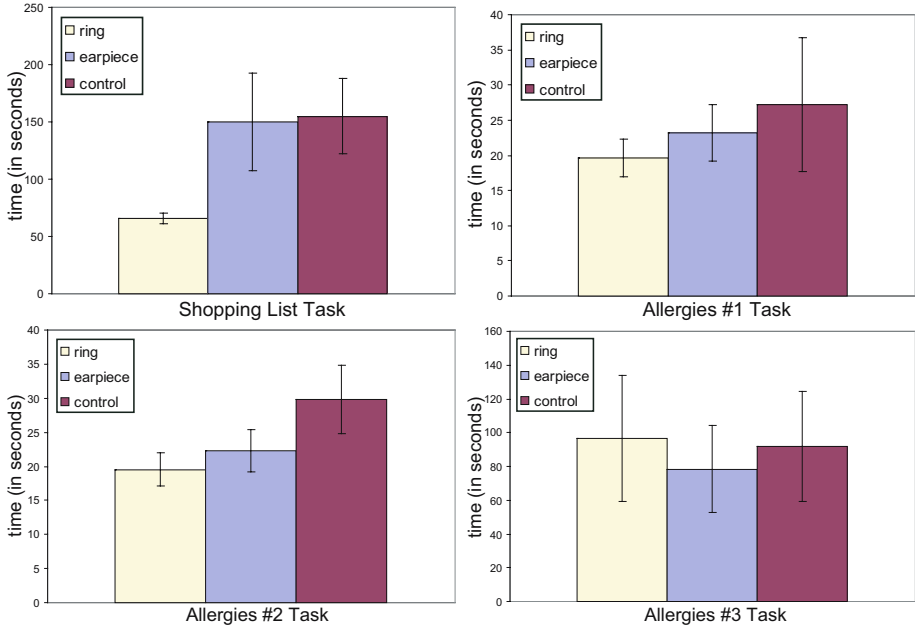 250
200
150
100
50
0
time (in seconds)
ring
earpiece
control
Shopping List Task
40
35
30
25
20
15
10
5
0
time (in seconds)
ring
earpiece
control
Allergies #1 Task
40
35
30
25
20
15
10
5
0
time (in seconds)
ring
earpiece
control
Allergies #2 Task
160
140
120
100
80
60
40
20
0
time (in seconds)
ring
earpiece
control
Allergies #3 Task